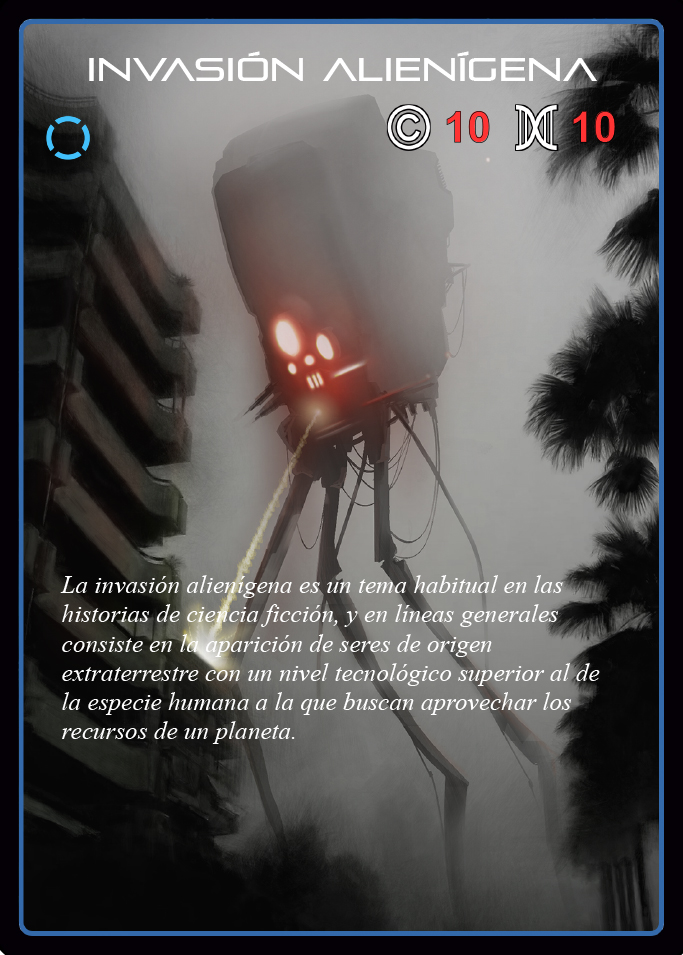 INVASIÓN ALIENÍGENA
© 10 10
La invasión alienígena es un tema habitual en las
historias de ciencia ficción, y en líneas generales
consiste en la aparición de seres de origen
extraterrestre con un nivel tecnológico superior al de
la especie humana a la que buscan aprovechar los
recursos de un planeta.